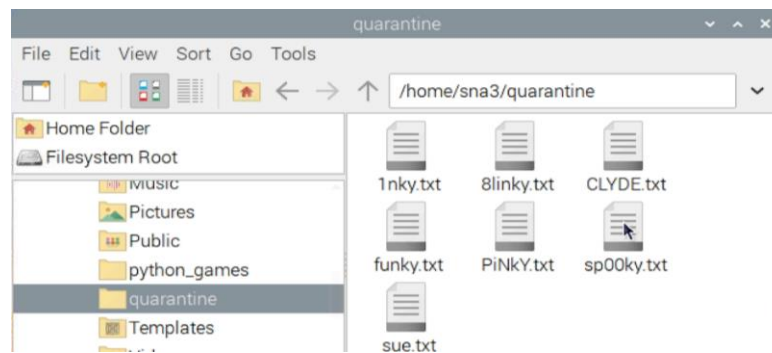 quarantine
File Edit View Sort Go Tools
/home/sna3/quarantine
Home Folder
Filesystem Root
Music
Pictures
Public
python_games
quarantine
Templates
1nky.txt 8linky.txt CLYDE.txt
funky.txt PiNkY.txt sp00ky.txt
sue.txt